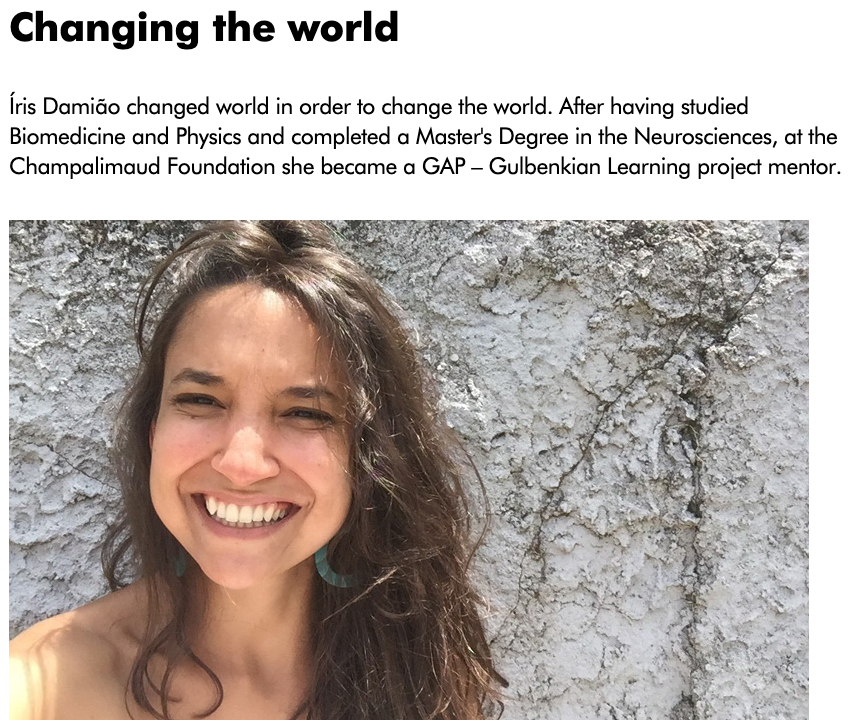 Changing the world
Íris Damião changed world in order to change the world. After having studied
Biomedicine and Physics and completed a Master's Degree in the Neurosciences, at the
Champalimaud Foundation she became a GAP – Gulbenkian Learning project mentor.